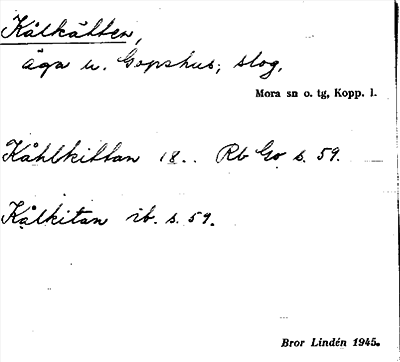 Kålkätten,
äga u. Gopshus; slog.
Mora sn o. tg, Kopp. l.
Kåhlkittan 18.. Rb Go s. 59.
Kålkitan ib. s. 59.
Bror Lindén 1945.